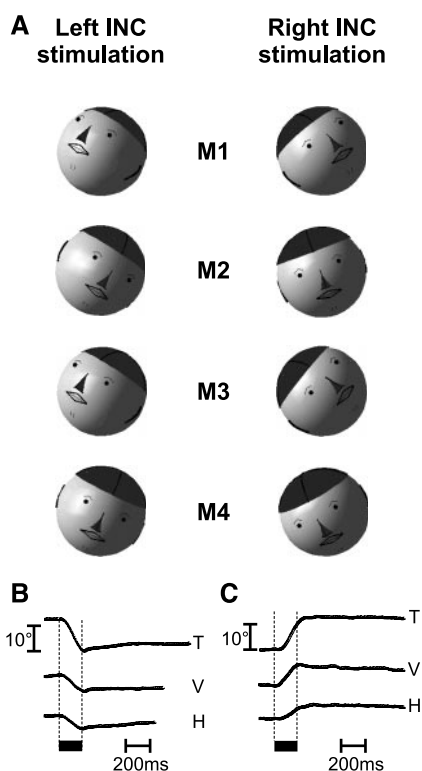 A
Left INC stimulation
Right INC stimulation
M1
M2
M3
M4
B
C
10°
T
V
H
200ms
10°
T
V
H
200ms